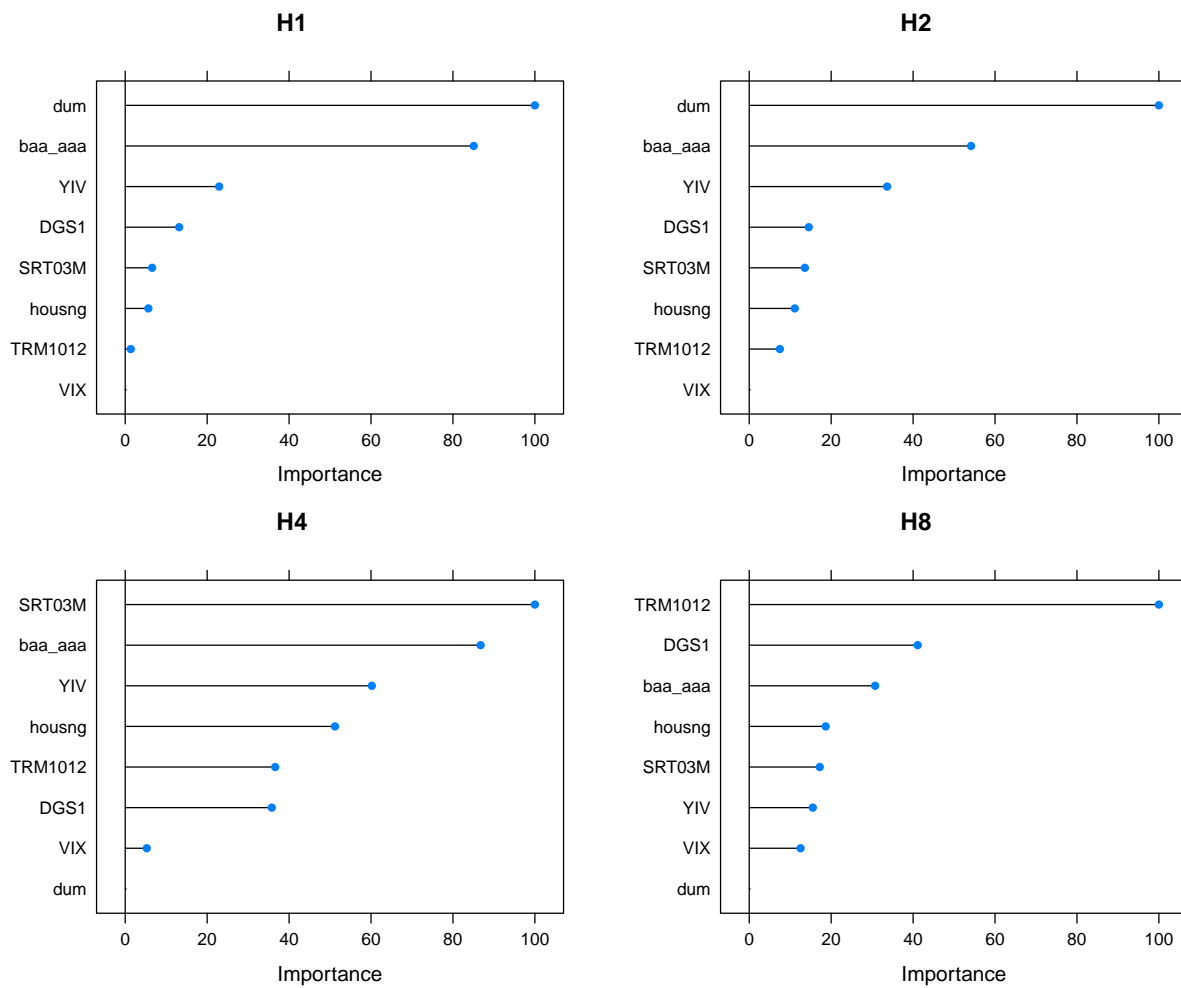 H1
dum
baa_aaa
YIV
DGS1
SRT03M
housng
TRM1012
VIX
0 20 40 60 80 100
Importance
H2
dum
baa_aaa
YIV
DGS1
SRT03M
housng
TRM1012
VIX
0 20 40 60 80 100
Importance
H4
SRT03M
baa_aaa
YIV
housng
TRM1012
DGS1
VIX
dum
0 20 40 60 80 100
Importance
H8
TRM1012
DGS1
baa_aaa
housng
SRT03M
YIV
VIX
dum
0 20 40 60 80 100
Importance